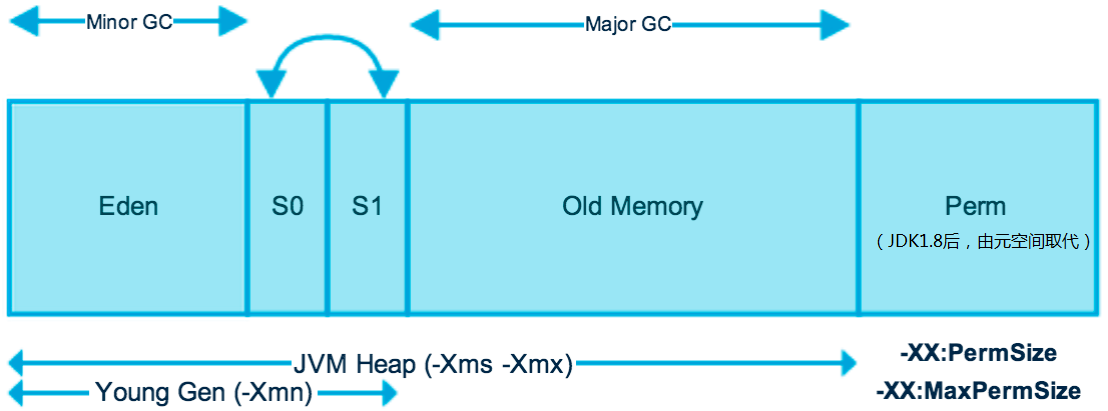 Minor GC
Major GC
Eden
S0
S1
Old Memory
Perm
（JDK1.8后，由元空间取代）
JVM Heap (-Xms -Xmx)
-XX:PermSize
Young Gen (-Xmn)
-XX:MaxPermSize